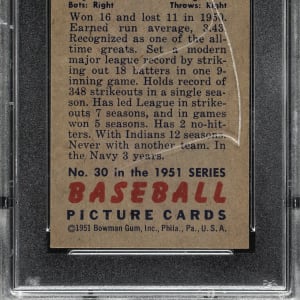 Bats: Right Throws: Right
Won 16 and lost 11 in 1950.
Earned run average, 3.43.
Recognized as one of the all-
time greats. Set a modern
major league record by strik-
ing out 18 batters in one 9-
inning game. Holds record of
348 strikeouts in a single sea-
son. Has led League in strike-
outs 7 seasons, and in games
won 5 seasons. Has 2 no-hit-
ters. With Indians 12 seasons.
Never with another team. In
the Navy 3 years.
No. 30 in the 1951 SERIES
BASEBALL
PICTURE CARDS
©1951 Bowman Gum, Inc., Phila., Pa., U. S. A.